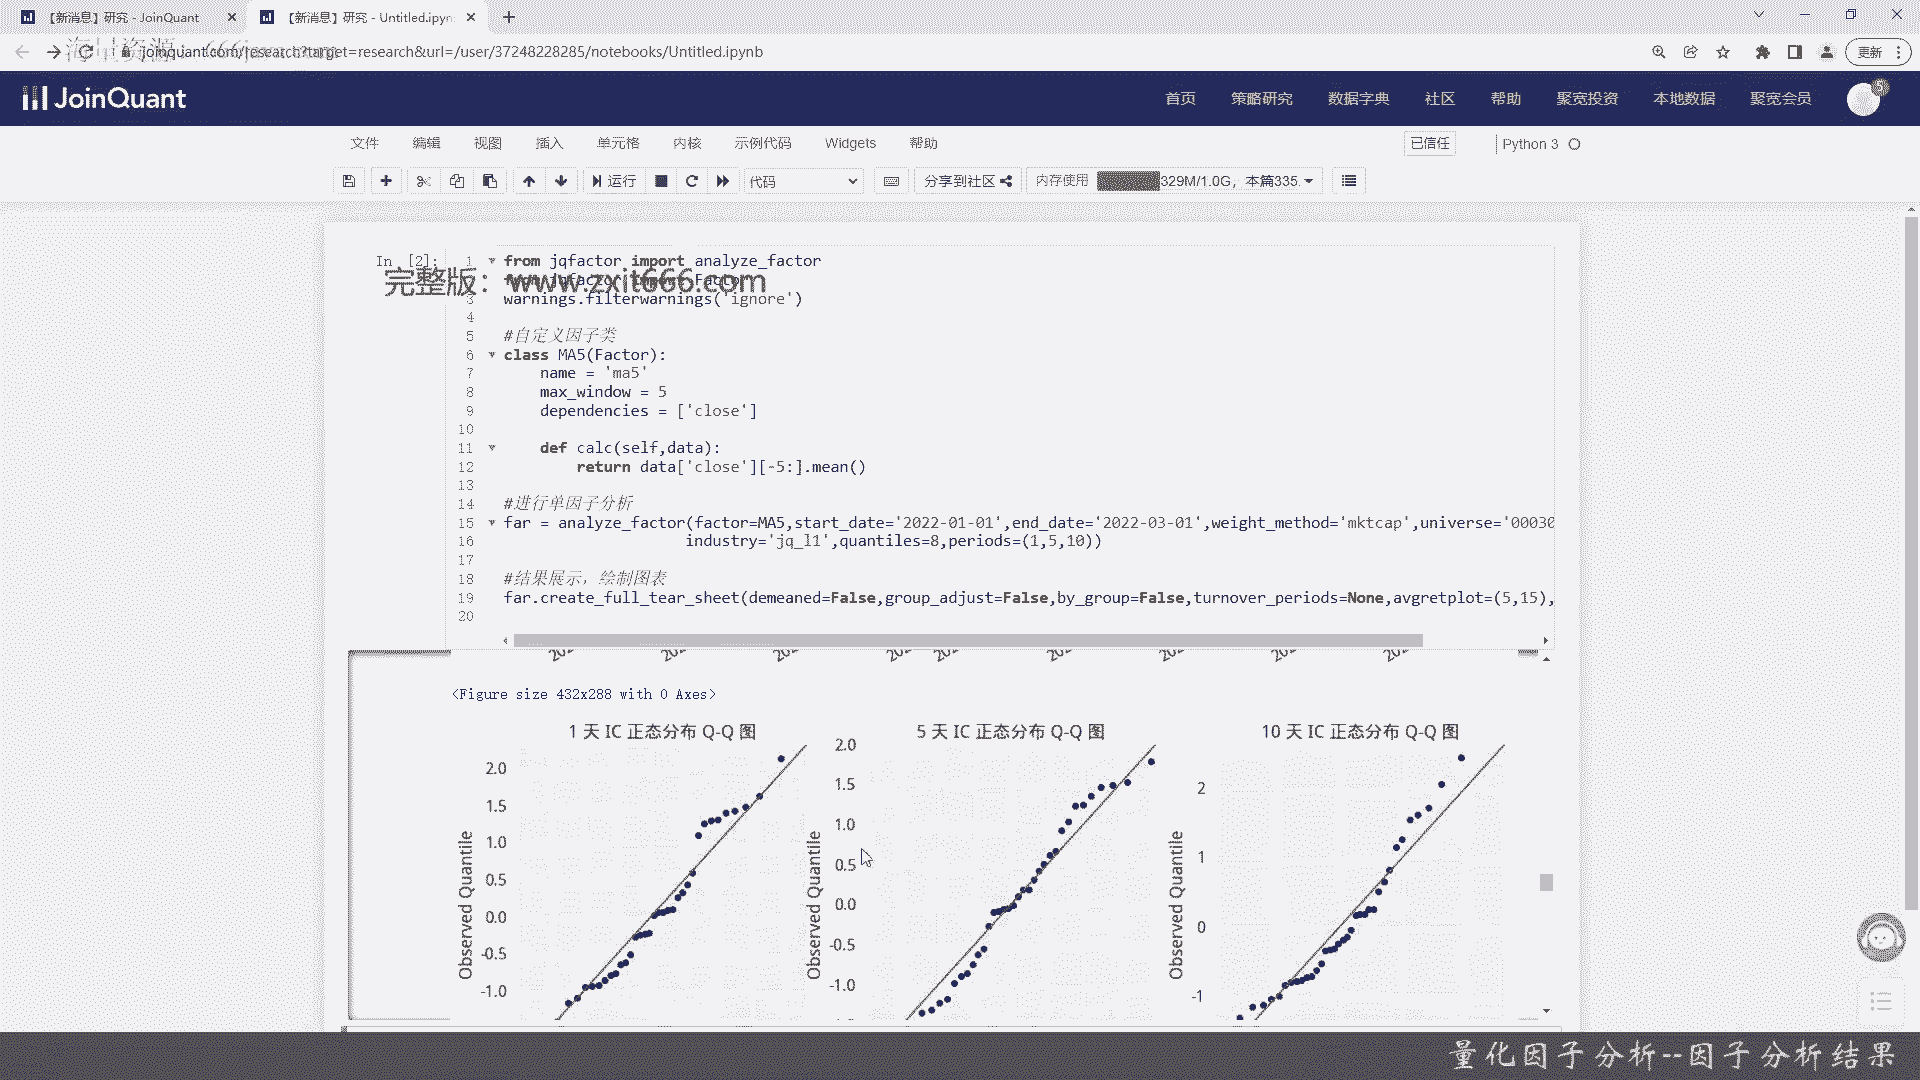 【新消息】研究 - JoinQuant
【新消息】研究 - Untitled.ipyn
joinquant.com/research?target=research&url=/user/37248228285/notebooks/Untitled.ipynb
更新
JoinQuant
首页 策略研究 数据字典 社区 帮助 聚宽投资 本地数据 聚宽会员
文件 编辑 视图 插入 单元格 内核 示例代码 Widgets 帮助
已信任
Python 3
运行
代码
分享到社区
内存使用 329M/1.0G, 本篇335.
In [2]:
完整版：www.zxit666.com
1 from jqfactor import analyze_factor
from jqfactor import Factor
3 warnings.filterwarnings('ignore')
4
5 #自定义因子类
6 class MA5(Factor):
7 name = 'ma5'
8 max_window = 5
9 dependencies = ['close']
10
11 def calc(self,data):
12 return data['close'][-5:].mean()
13
14 #进行单因子分析
15 far = analyze_factor(factor=MA5,start_date='2022-01-01',end_date='2022-03-01',weight_method='mktcap',universe='00030
16 industry='jq_l1',quantiles=8,periods=(1,5,10))
17
18 #结果展示，绘制图表
19 far.create_full_tear_sheet(demeaned=False,group_adjust=False,by_group=False,turnover_periods=None,avgretplot=(5,15),
20
<Figure size 432x288 with 0 Axes>
1 天 IC 正态分布 Q-Q 图
2.0
1.5
1.0
0.5
0.0
-0.5
-1.0
Observed Quantile
5 天 IC 正态分布 Q-Q 图
2.0
1.5
1.0
0.5
0.0
-0.5
-1.0
Observed Quantile
10 天 IC 正态分布 Q-Q 图
2
1
0
-1
Observed Quantile
量化因子分析--因子分析结果